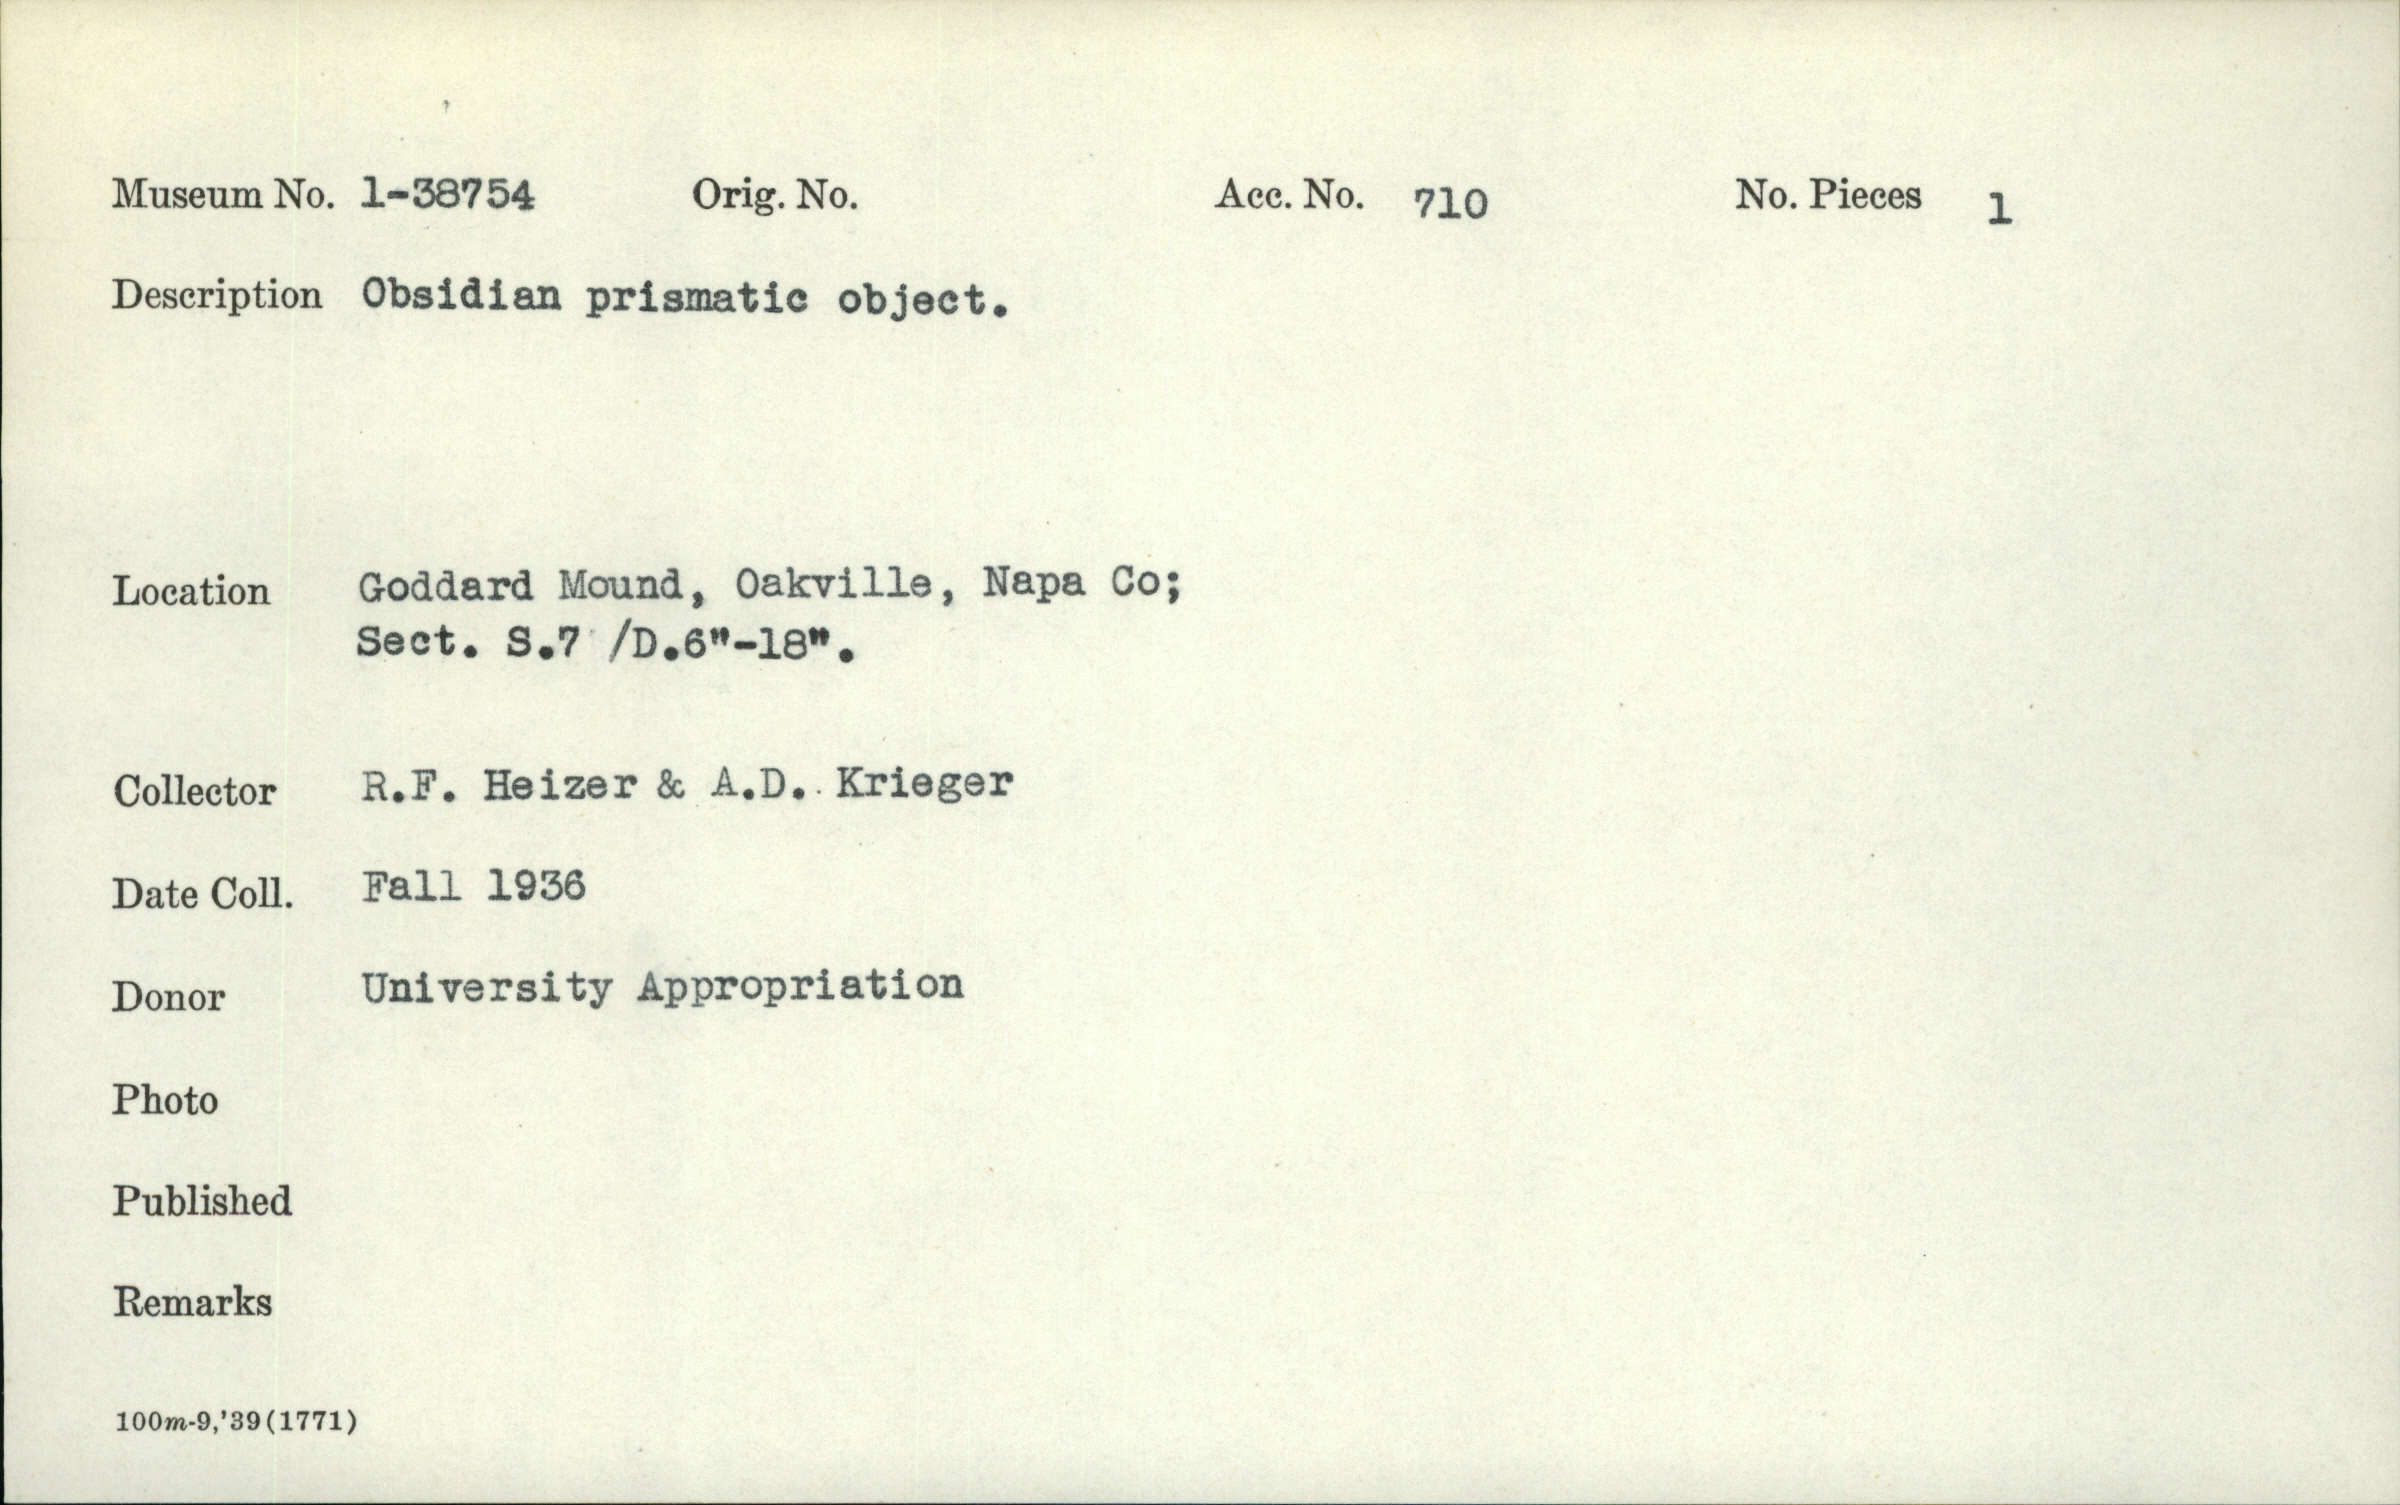 Museum No. 1-38754 Orig. No. Acc. No. 710 No. Pieces 1
Description Obsidian prismatic object.
Location Goddard Mound, Oakville, Napa Co;
Sect. S.7 /D.6"-18".
Collector R.F. Heizer & A.D. Krieger
Date Coll. Fall 1936
Donor University Appropriation
Photo
Published
Remarks
100m-9,'39(1771)